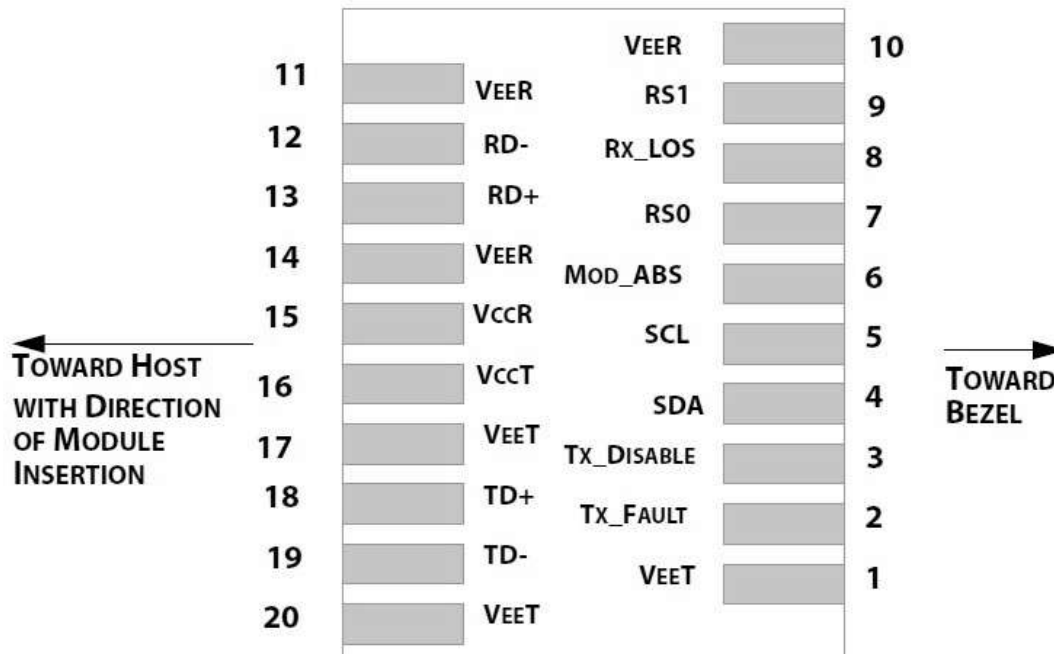 11
VEER
12
RD-
13
RD+
14
VEER
15
VCCR
16
VCCT
17
VEET
18
TD+
19
TD-
20
VEET
VEER
10
RS1
9
RX_LOS
8
RS0
7
MOD_ABS
6
SCL
5
SDA
4
TX_DISABLE
3
TX_FAULT
2
VEET
1
TOWARD HOST
WITH DIRECTION
OF MODULE
INSERTION
TOWARD
BEZEL